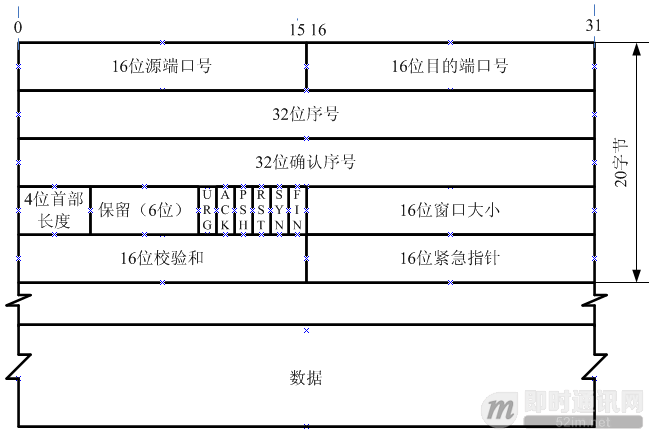 0 15 16 31
16位源端口号 16位目的端口号
32位序号
32位确认序号
4位首部
长度
保留（6位）
URG
ACK
PSH
RST
SYN
FIN
16位窗口大小
16位校验和 16位紧急指针
20字节
数据
m 即时通讯网
52im.net